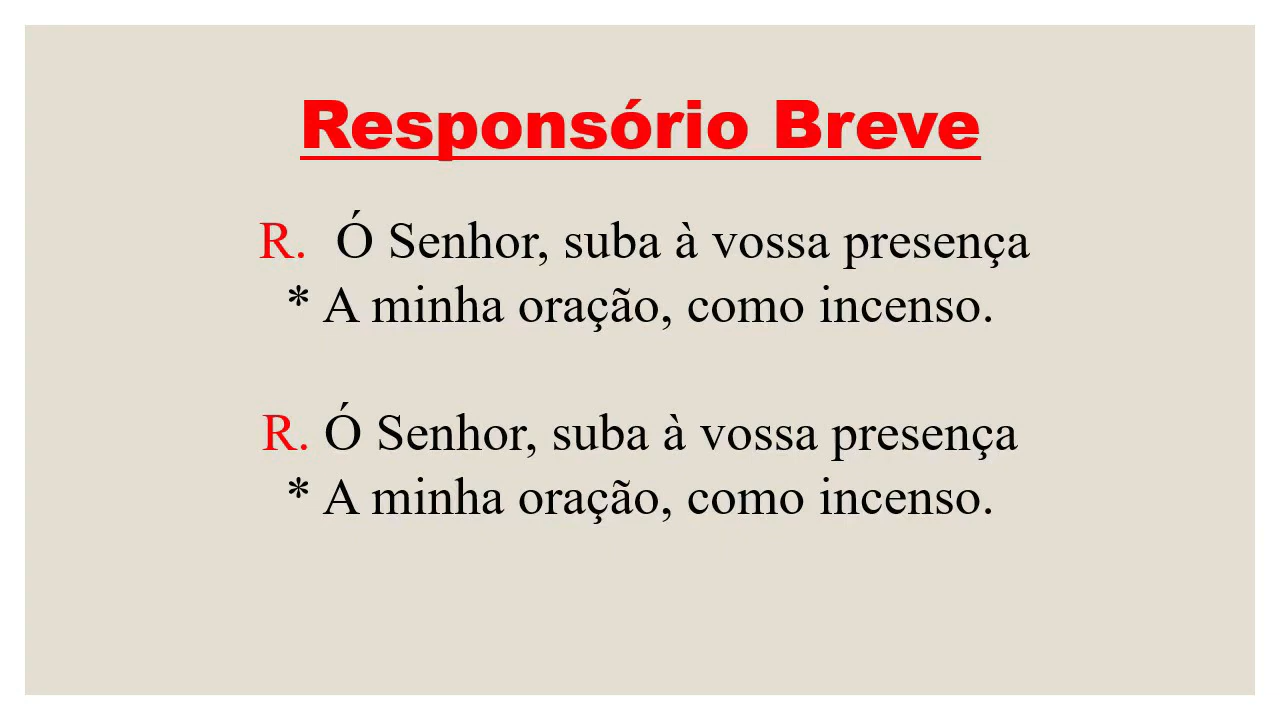 Responsório Breve
R. Ó Senhor, suba à vossa presença
* A minha oração, como incenso.
R. Ó Senhor, suba à vossa presença
* A minha oração, como incenso.